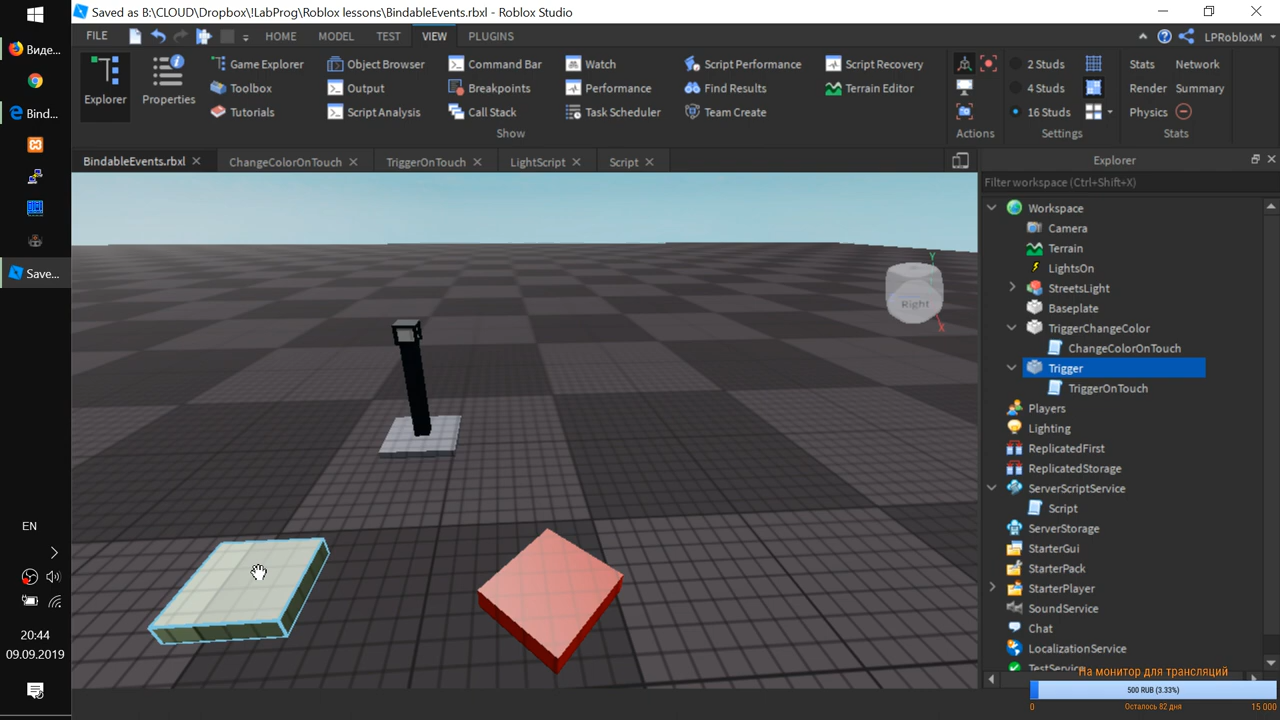 Saved as B:\CLOUD\Dropbox\!LabProg\Roblox lessons\BindableEvents.rbxl - Roblox Studio
FILE HOME MODEL TEST VIEW PLUGINS LPRobloxM
Explorer
Properties
Game Explorer
Toolbox
Tutorials
Object Browser
Output
Script Analysis
Command Bar
Breakpoints
Call Stack
Watch
Performance
Task Scheduler
Script Performance
Find Results
Team Create
Script Recovery
Terrain Editor
Show
Actions
2 Studs
4 Studs
16 Studs
Settings
Stats Network
Render Summary
Physics
Stats
BindableEvents.rbxl ChangeColorOnTouch TriggerOnTouch LightScript Script
Right
Y
X
Explorer
Filter workspace (Ctrl+Shift+X)
Workspace
Camera
Terrain
LightsOn
StreetsLight
Baseplate
TriggerChangeColor
ChangeColorOnTouch
Trigger
TriggerOnTouch
Players
Lighting
ReplicatedFirst
ReplicatedStorage
ServerScriptService
Script
ServerStorage
StarterGui
StarterPack
StarterPlayer
SoundService
Chat
LocalizationService
TestService
На монитор для трансляций
500 RUB (3.33%)
0 Осталось 82 дня 15 000
Виде...
Bind...
Save...
EN
20:44
09.09.2019